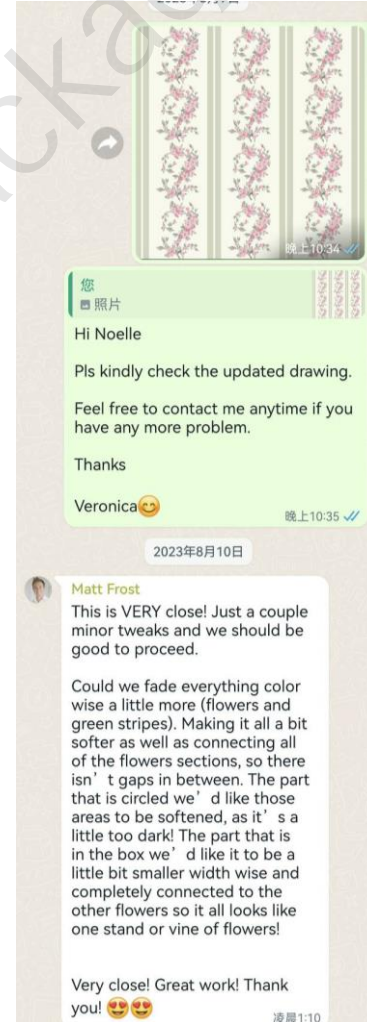 晚上10:34
您
照片
Hi Noelle
Pls kindly check the updated drawing.
Feel free to contact me anytime if you
have any more problem.
Thanks
Veronica😊
晚上10:35
2023年8月10日
Matt Frost
This is VERY close! Just a couple
minor tweaks and we should be
good to proceed.
Could we fade everything color
wise a little more (flowers and
green stripes). Making it all a bit
softer as well as connecting all
of the flowers sections, so there
isn’t gaps in between. The part
that is circled we’d like those
areas to be softened, as it’s a
little too dark! The part that is
in the box we’d like it to be a
little bit smaller width wise and
completely connected to the
other flowers so it all looks like
one stand or vine of flowers!
Very close! Great work! Thank
you! 😍😍
凌晨1:10